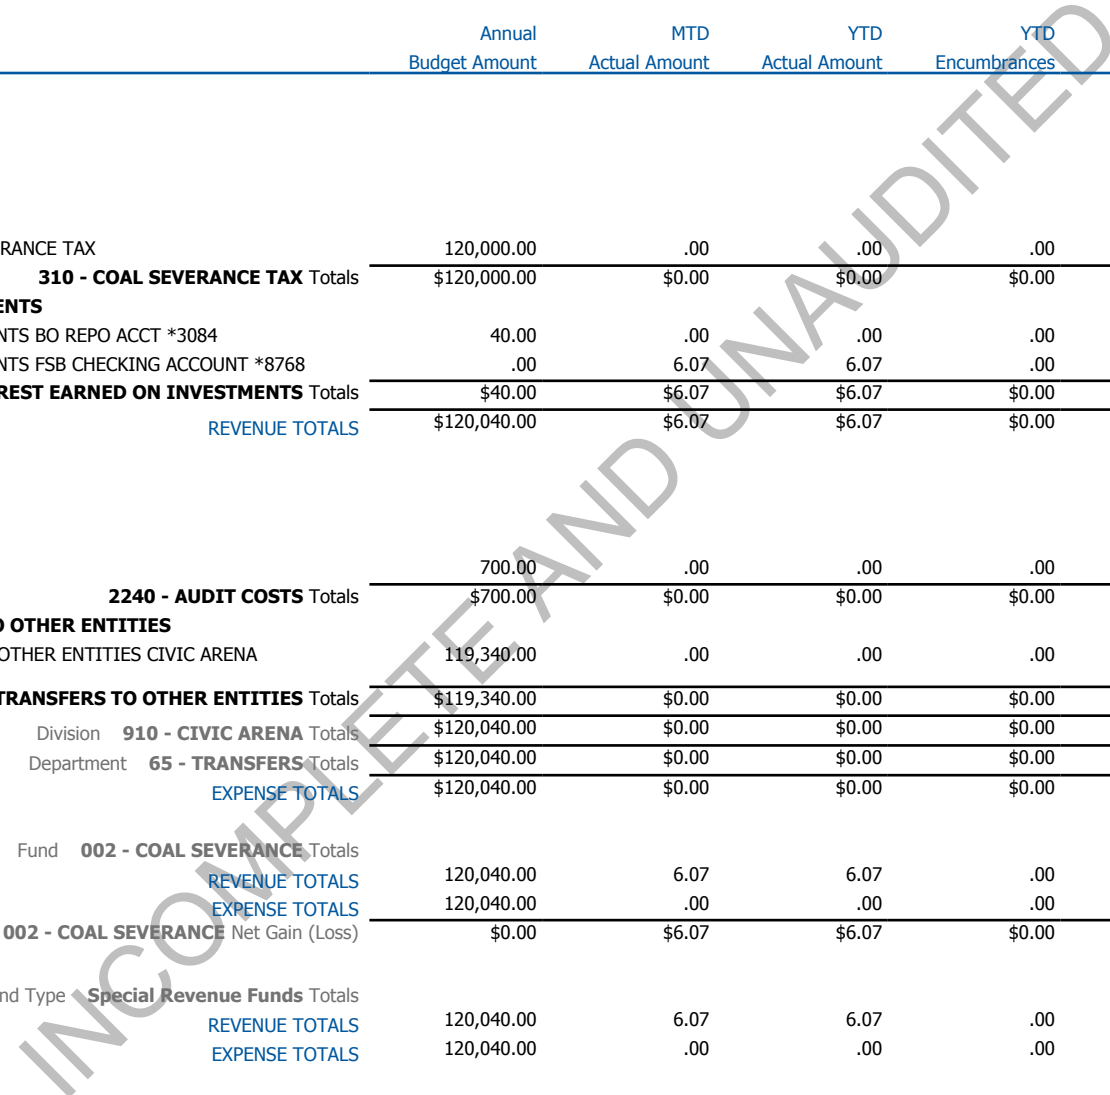 Annual MTD YTD YTD
Budget Amount Actual Amount Actual Amount Encumbrances
RANCE TAX 120,000.00 .00 .00 .00
310 - COAL SEVERANCE TAX Totals $120,000.00 $0.00 $0.00 $0.00
ENTS
NTS BO REPO ACCT *3084 40.00 .00 .00 .00
NTS FSB CHECKING ACCOUNT *8768 .00 6.07 6.07 .00
REST EARNED ON INVESTMENTS Totals $40.00 $6.07 $6.07 $0.00
REVENUE TOTALS $120,040.00 $6.07 $6.07 $0.00
700.00 .00 .00 .00
2240 - AUDIT COSTS Totals $700.00 $0.00 $0.00 $0.00
O OTHER ENTITIES
OTHER ENTITIES CIVIC ARENA 119,340.00 .00 .00 .00
TRANSFERS TO OTHER ENTITIES Totals $119,340.00 $0.00 $0.00 $0.00
Division 910 - CIVIC ARENA Totals $120,040.00 $0.00 $0.00 $0.00
Department 65 - TRANSFERS Totals $120,040.00 $0.00 $0.00 $0.00
EXPENSE TOTALS $120,040.00 $0.00 $0.00 $0.00
Fund 002 - COAL SEVERANCE Totals
REVENUE TOTALS 120,040.00 6.07 6.07 .00
EXPENSE TOTALS 120,040.00 .00 .00 .00
002 - COAL SEVERANCE Net Gain (Loss) $0.00 $6.07 $6.07 $0.00
nd Type Special Revenue Funds Totals
REVENUE TOTALS 120,040.00 6.07 6.07 .00
EXPENSE TOTALS 120,040.00 .00 .00 .00
INCOMPLETE AND UNAUDITED